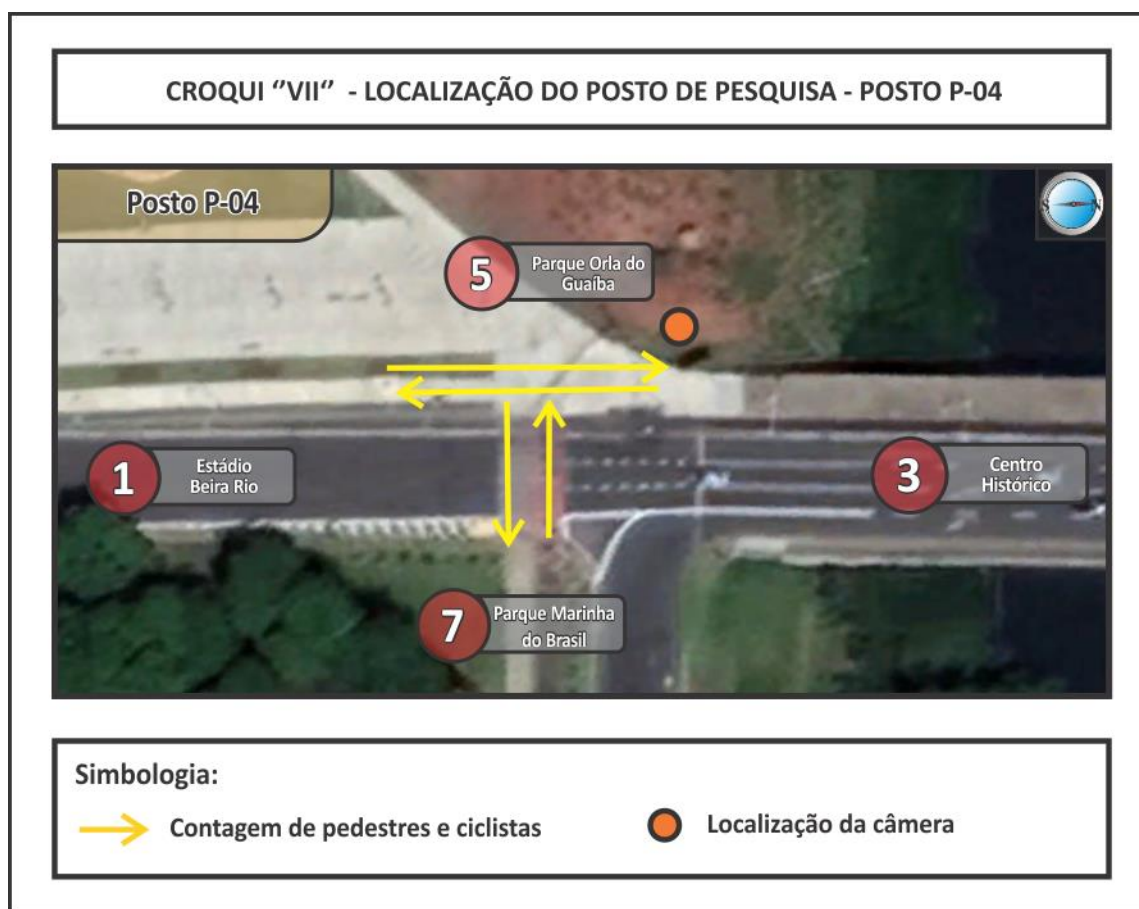 CROQUI ‘’VII‘’ - LOCALIZAÇÃO DO POSTO DE PESQUISA - POSTO P-04
Posto P-04
S N
5
Parque Orla do
Guaíba
1
Estádio
Beira Rio
3
Centro
Histórico
7
Parque Marinha
do Brasil
Simbologia:
Contagem de pedestres e ciclistas
Localização da câmera